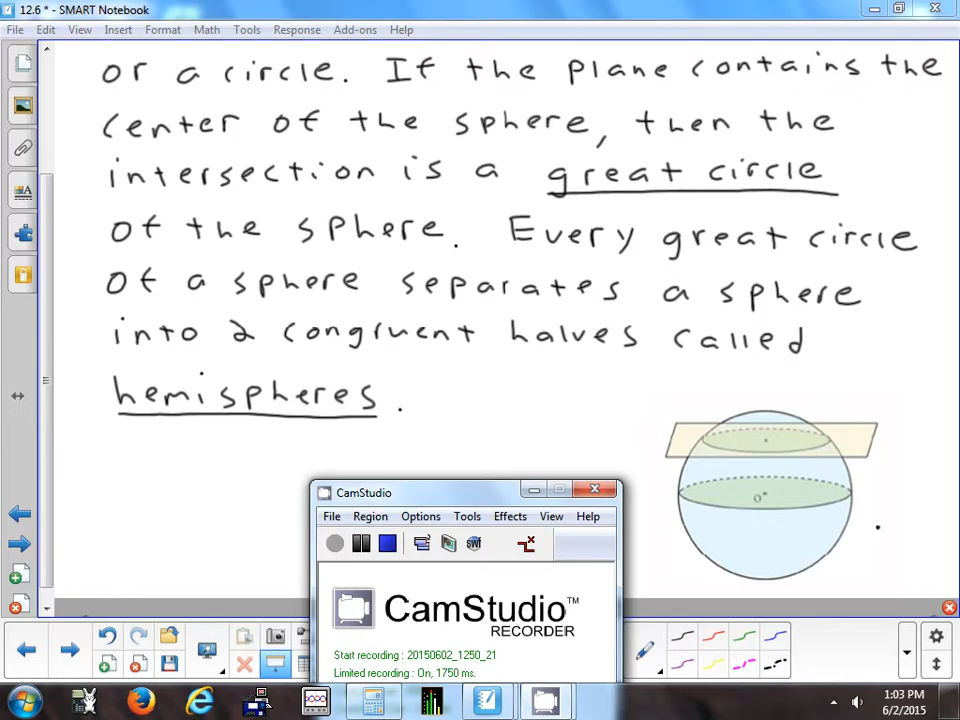 12.6 * - SMART Notebook
File Edit View Insert Format Math Tools Response Add-ons Help
or a circle. If the plane contains the
center of the sphere, then the
intersection is a great circle
of the sphere. Every great circle
of a sphere separates a sphere
into 2 congruent halves called
hemispheres.
CamStudio
File Region Options Tools Effects View Help
SWF
CamStudio™
RECORDER
Start recording : 20150602_1250_21
Limited recording : On, 1750 ms.
1:03 PM
6/2/2015